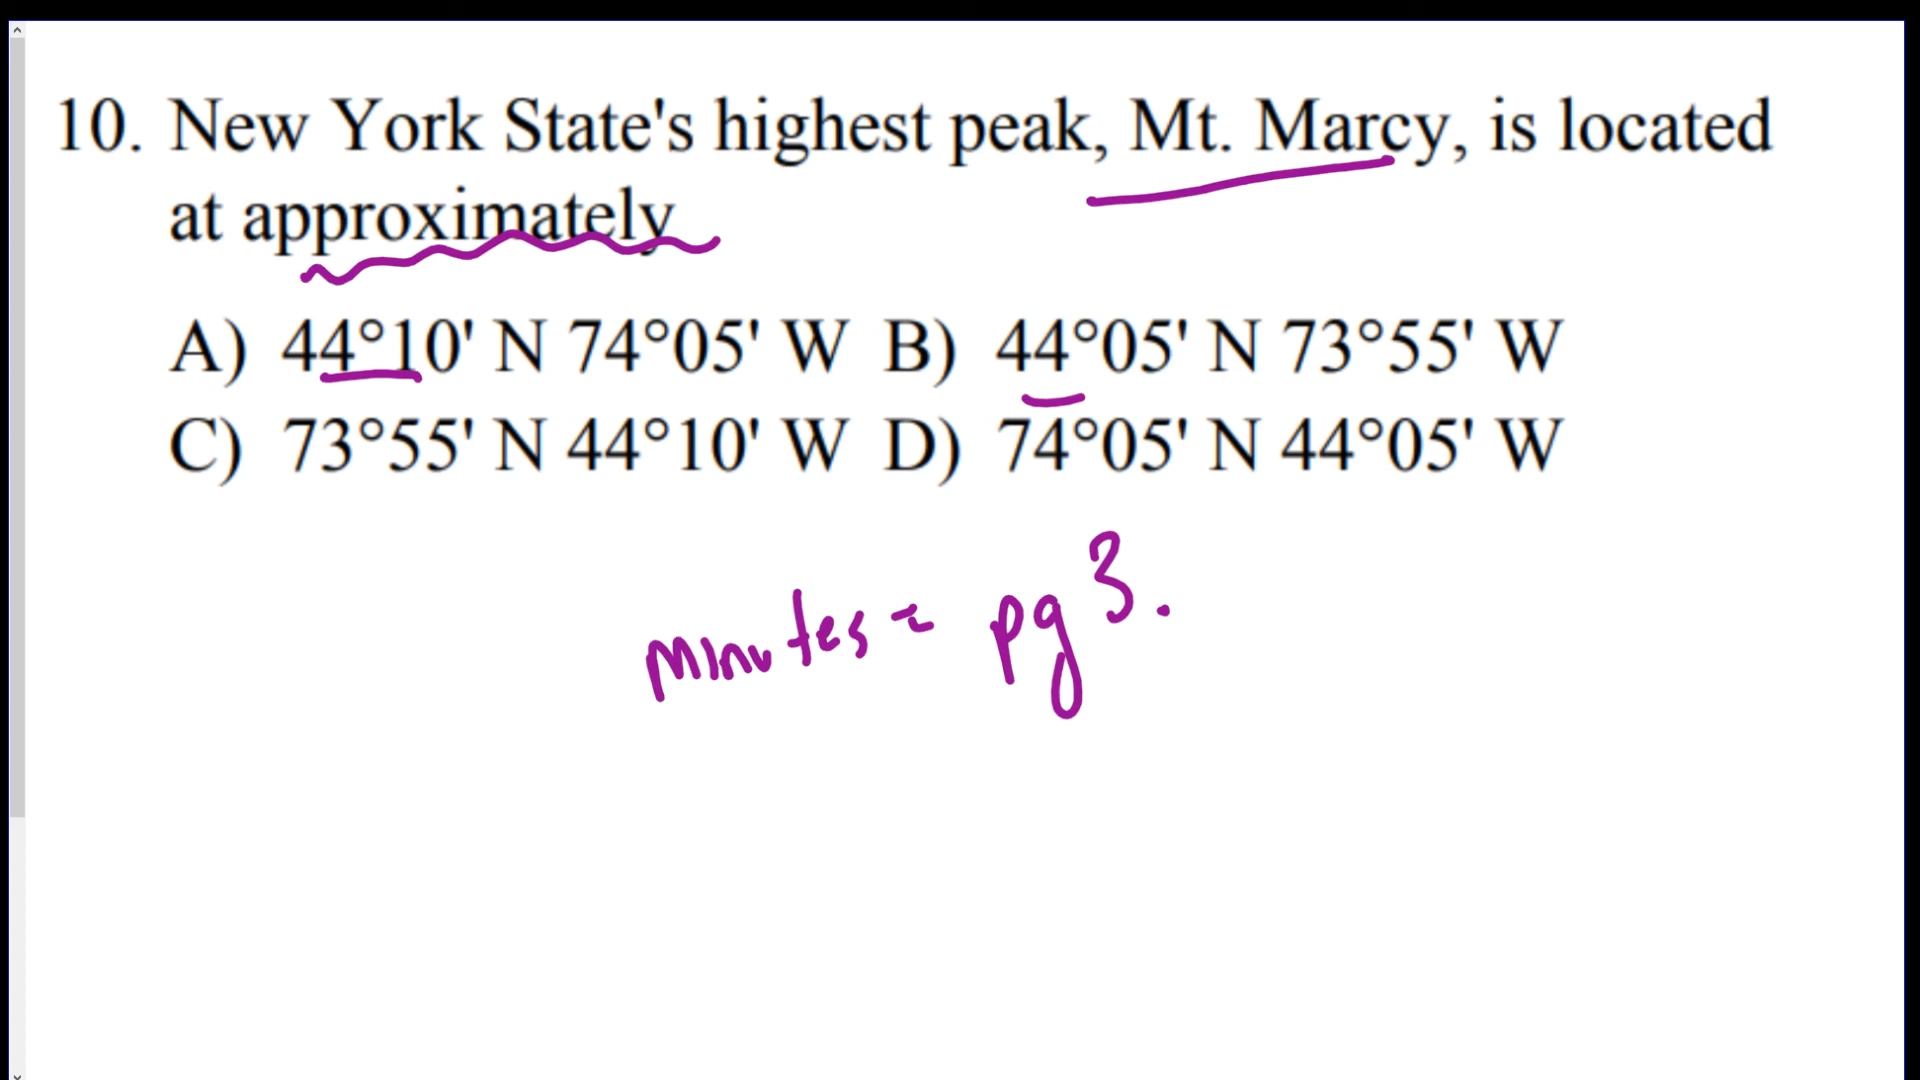 10. New York State's highest peak, Mt. Marcy, is located
at approximately
A) 44°10' N 74°05' W B) 44°05' N 73°55' W
C) 73°55' N 44°10' W D) 74°05' N 44°05' W
minutes = pg 3.